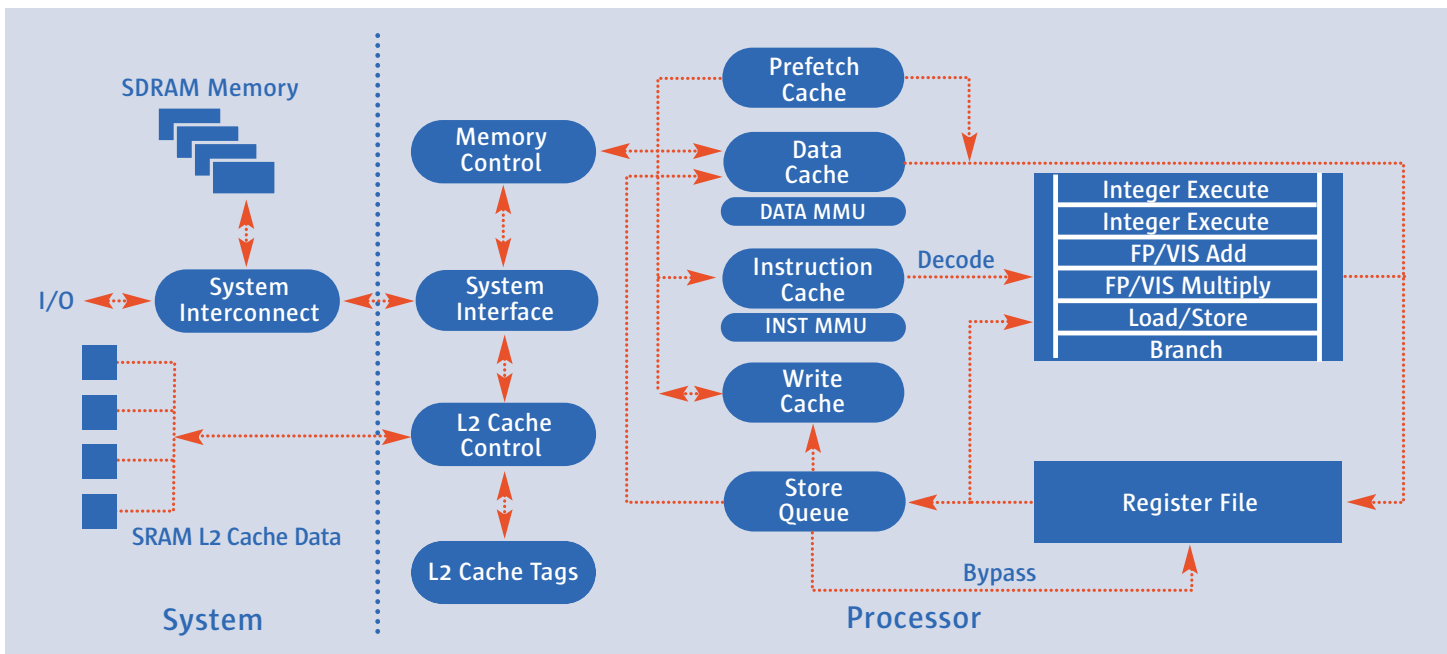 SDRAM Memory
I/O
System
Interconnect
SRAM L2 Cache Data
System
Memory
Control
System
Interface
L2 Cache
Control
L2 Cache Tags
Prefetch
Cache
Data
Cache
DATA MMU
Instruction
Cache
INST MMU
Write
Cache
Store
Queue
Decode
Integer Execute
Integer Execute
FP/VIS Add
FP/VIS Multiply
Load/Store
Branch
Register File
Bypass
Processor